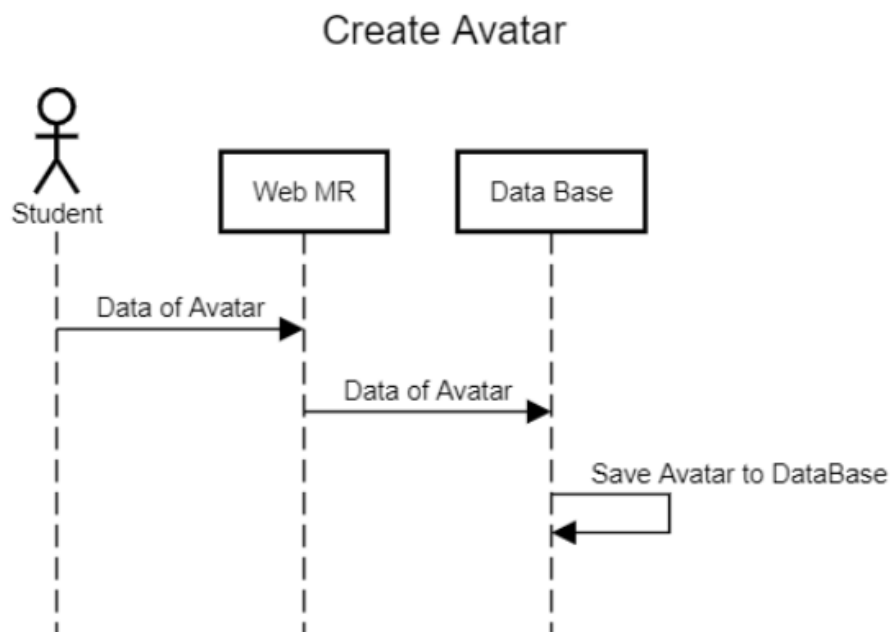 Create Avatar
Student
Web MR
Data Base
Data of Avatar
Data of Avatar
Save Avatar to DataBase